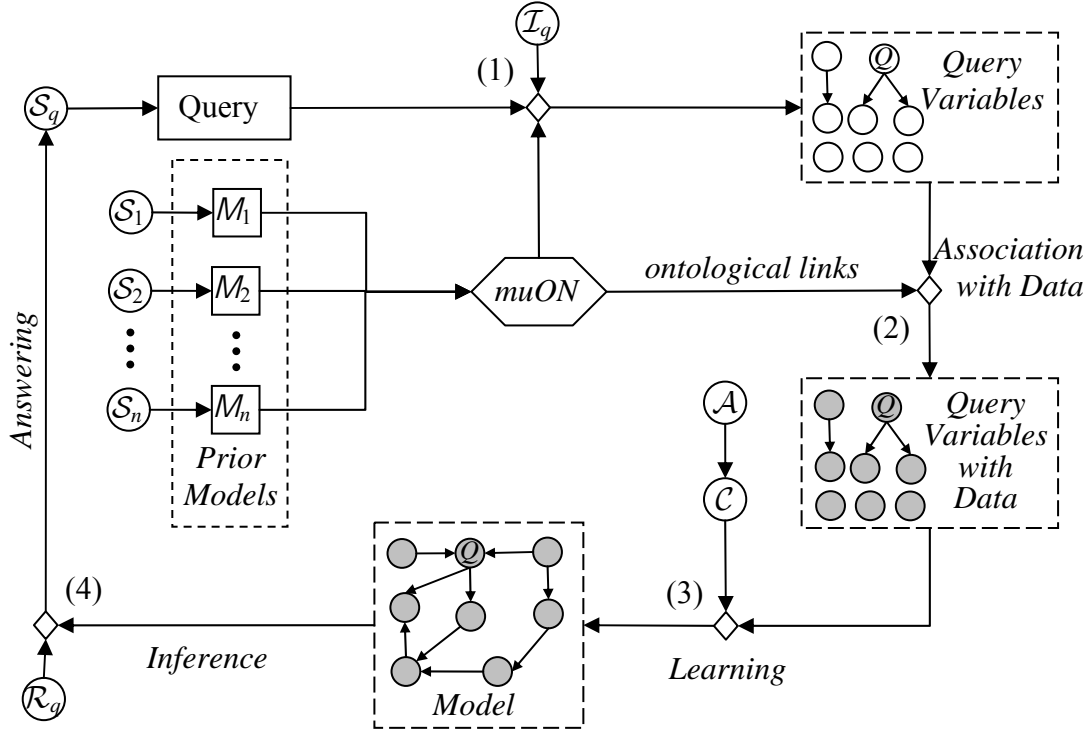 ℐq
(1)
Q
Query
Variables
𝒮q
Query
𝒮1
M1
𝒮2
M2
muON
ontological links
Association
with Data
(2)
𝒮n
Mn
Prior
Models
Answering
𝒜
𝒞
Q
Query
Variables
with
Data
Q
(3)
(4)
Inference
Learning
ℛq
Model